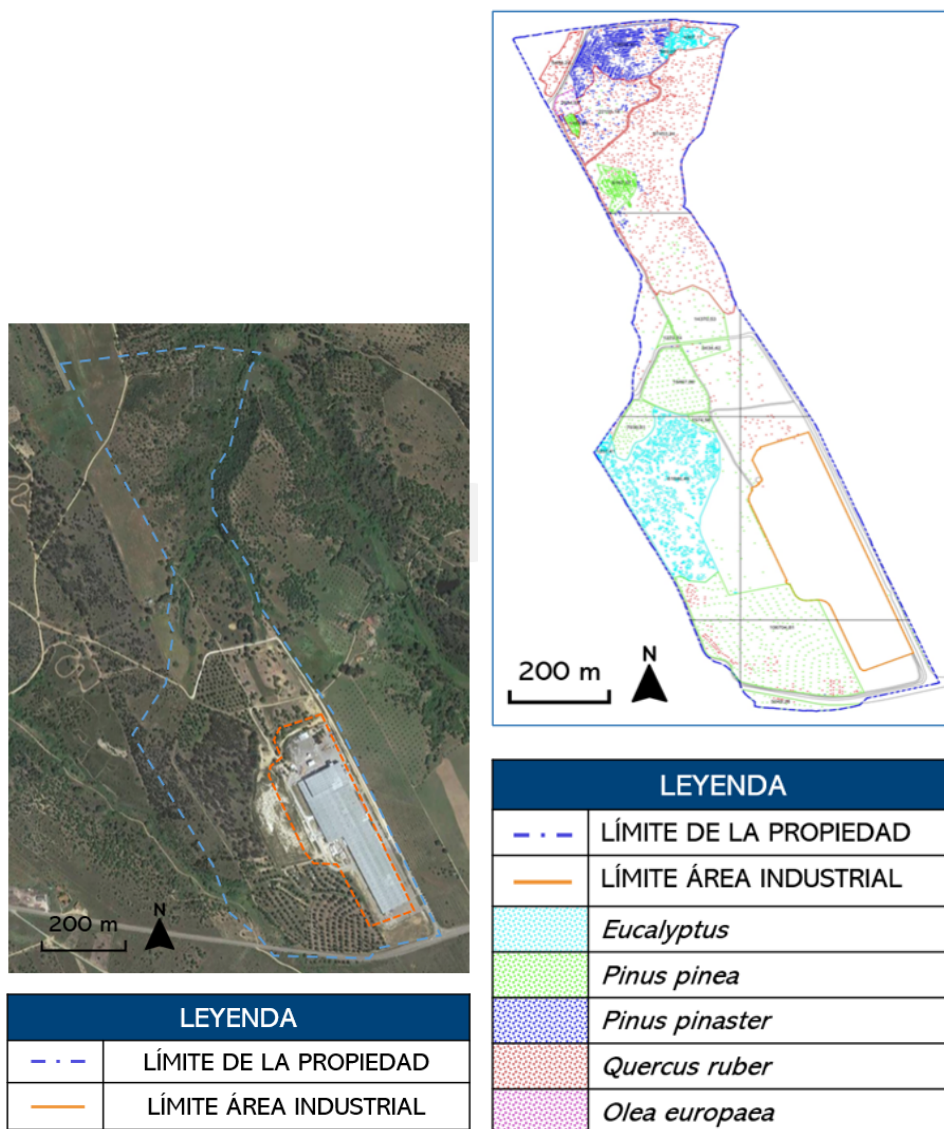 200 m
N
LEYENDA
LÍMITE DE LA PROPIEDAD
LÍMITE ÁREA INDUSTRIAL
200 m
N
LEYENDA
LÍMITE DE LA PROPIEDAD
LÍMITE ÁREA INDUSTRIAL
Eucalyptus
Pinus pinea
Pinus pinaster
Quercus ruber
Olea europaea